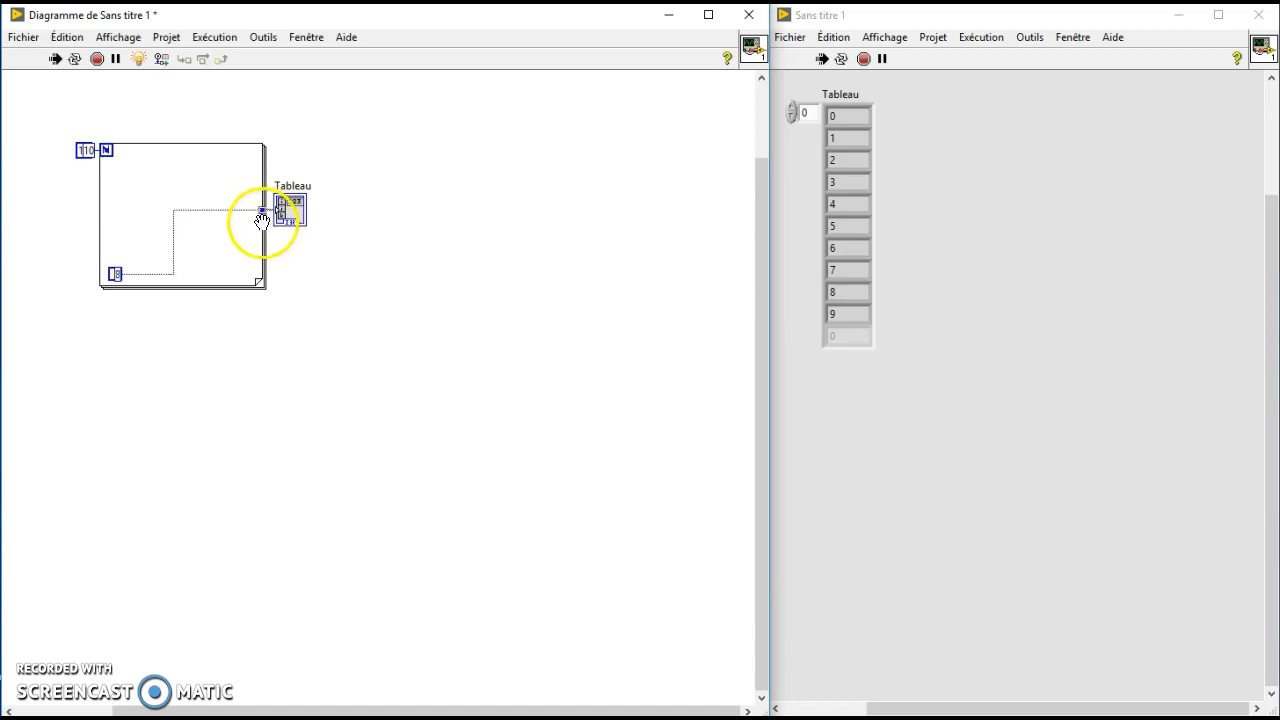 Diagramme de Sans titre 1 *
Fichier Édition Affichage Projet Exécution Outils Fenêtre Aide
?
1
10 N
Tableau
RECORDED WITH
SCREENCAST MATIC
Sans titre 1
Fichier Édition Affichage Projet Exécution Outils Fenêtre Aide
?
1
Tableau
0
0
1
2
3
4
5
6
7
8
9
0